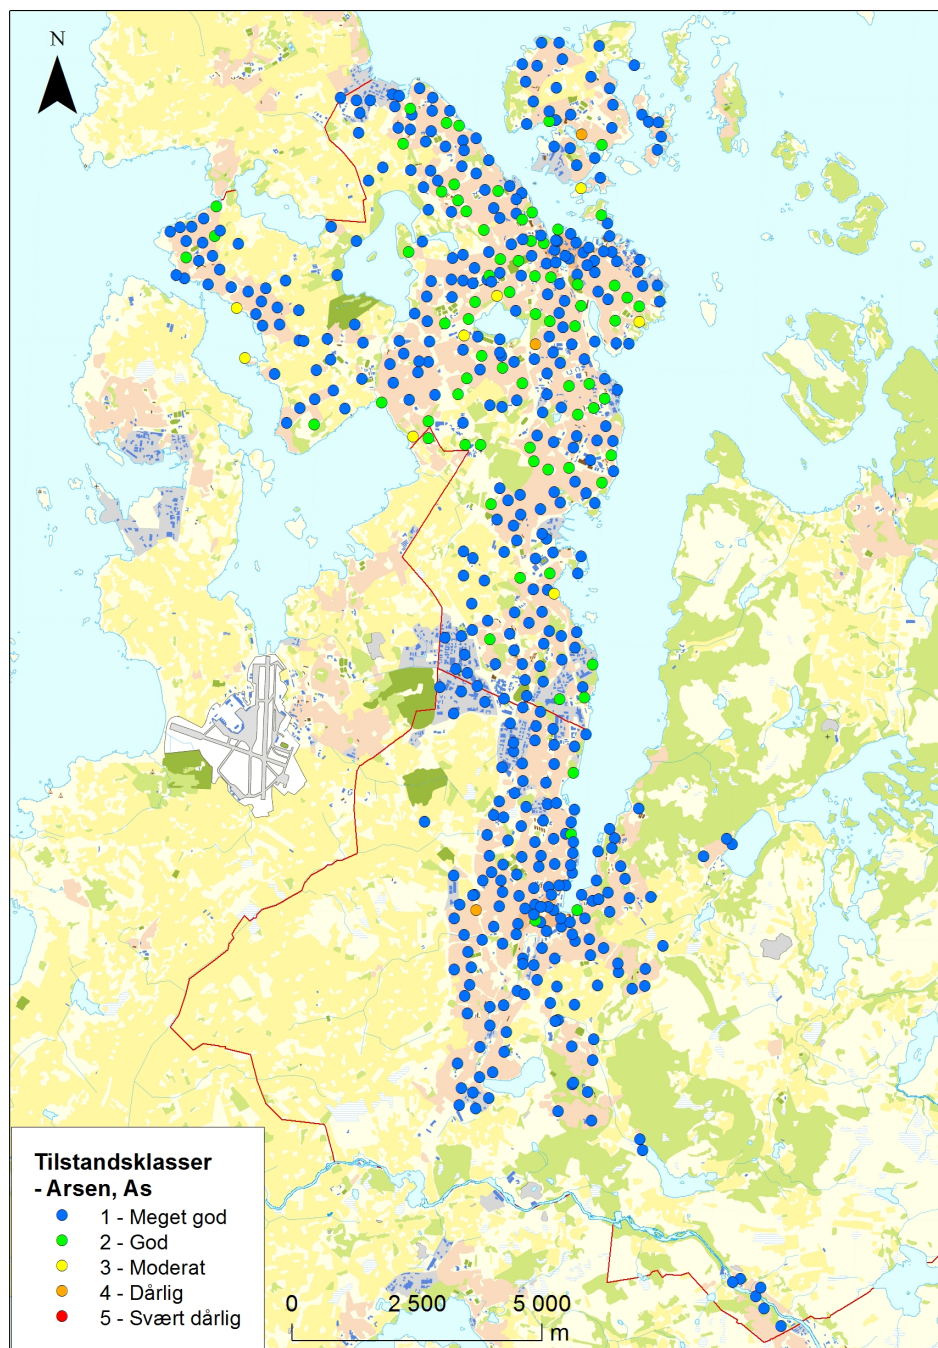 N
Tilstandsklasser
- Arsen, As
1 - Meget god
2 - God
3 - Moderat
4 - Dårlig
5 - Svært dårlig
0 2 500 5 000
m